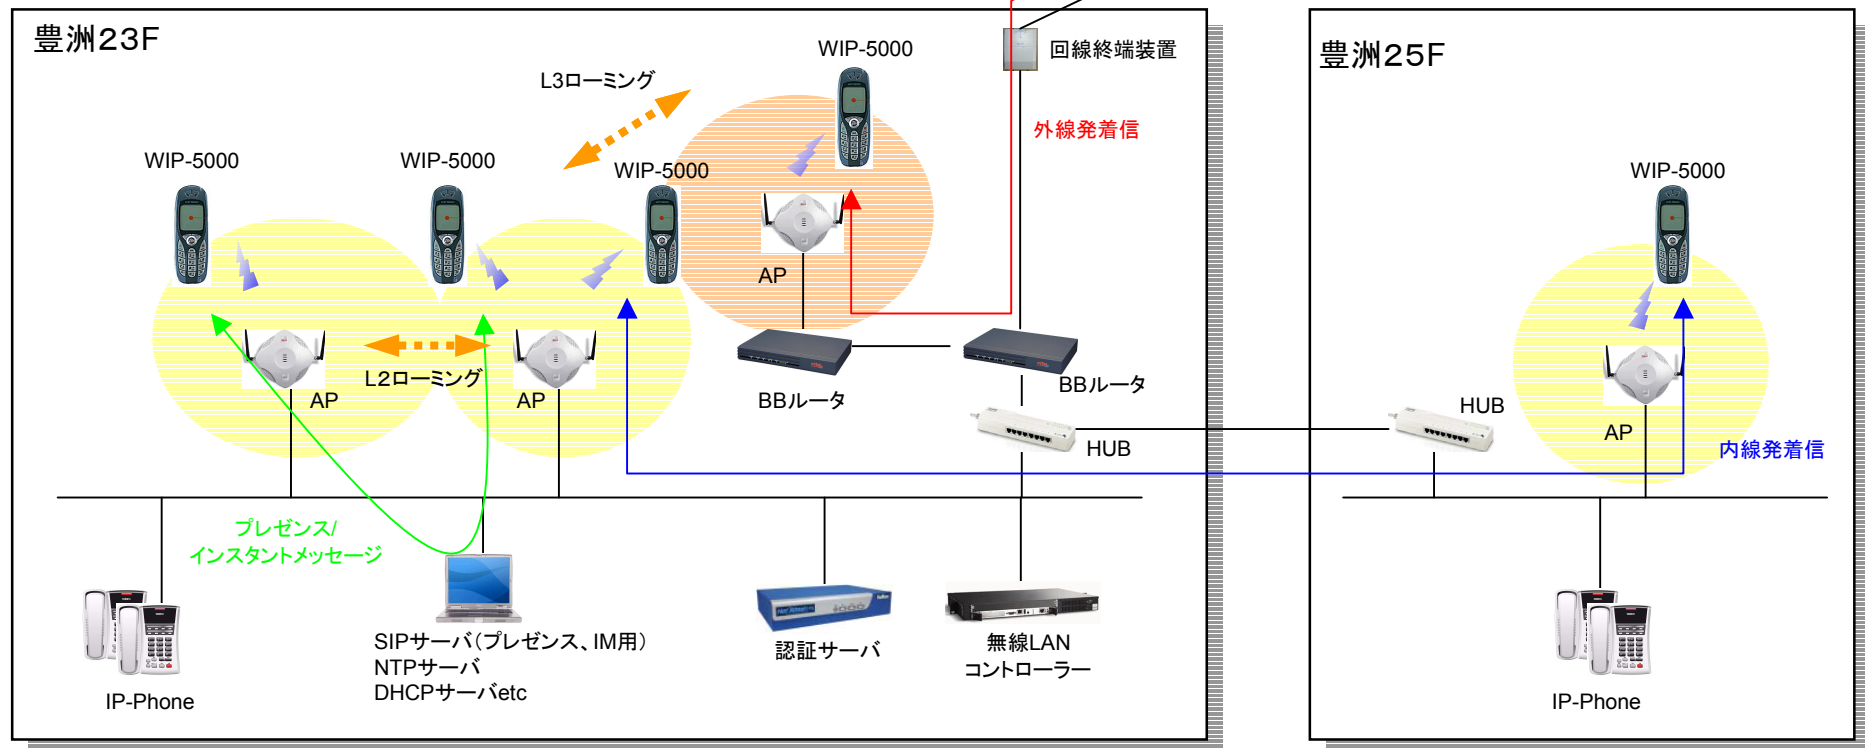 豊洲23F
WIP-5000
回線終端装置
L3ローミング
外線発着信
WIP-5000
WIP-5000
WIP-5000
AP
L2ローミング
AP
AP
BBルータ
BBルータ
HUB
プレゼンス/
インスタントメッセージ
IP-Phone
SIPサーバ(プレゼンス、IM用)
NTPサーバ
DHCPサーバetc
認証サーバ
無線LAN
コントローラー
豊洲25F
WIP-5000
HUB
AP
内線発着信
IP-Phone